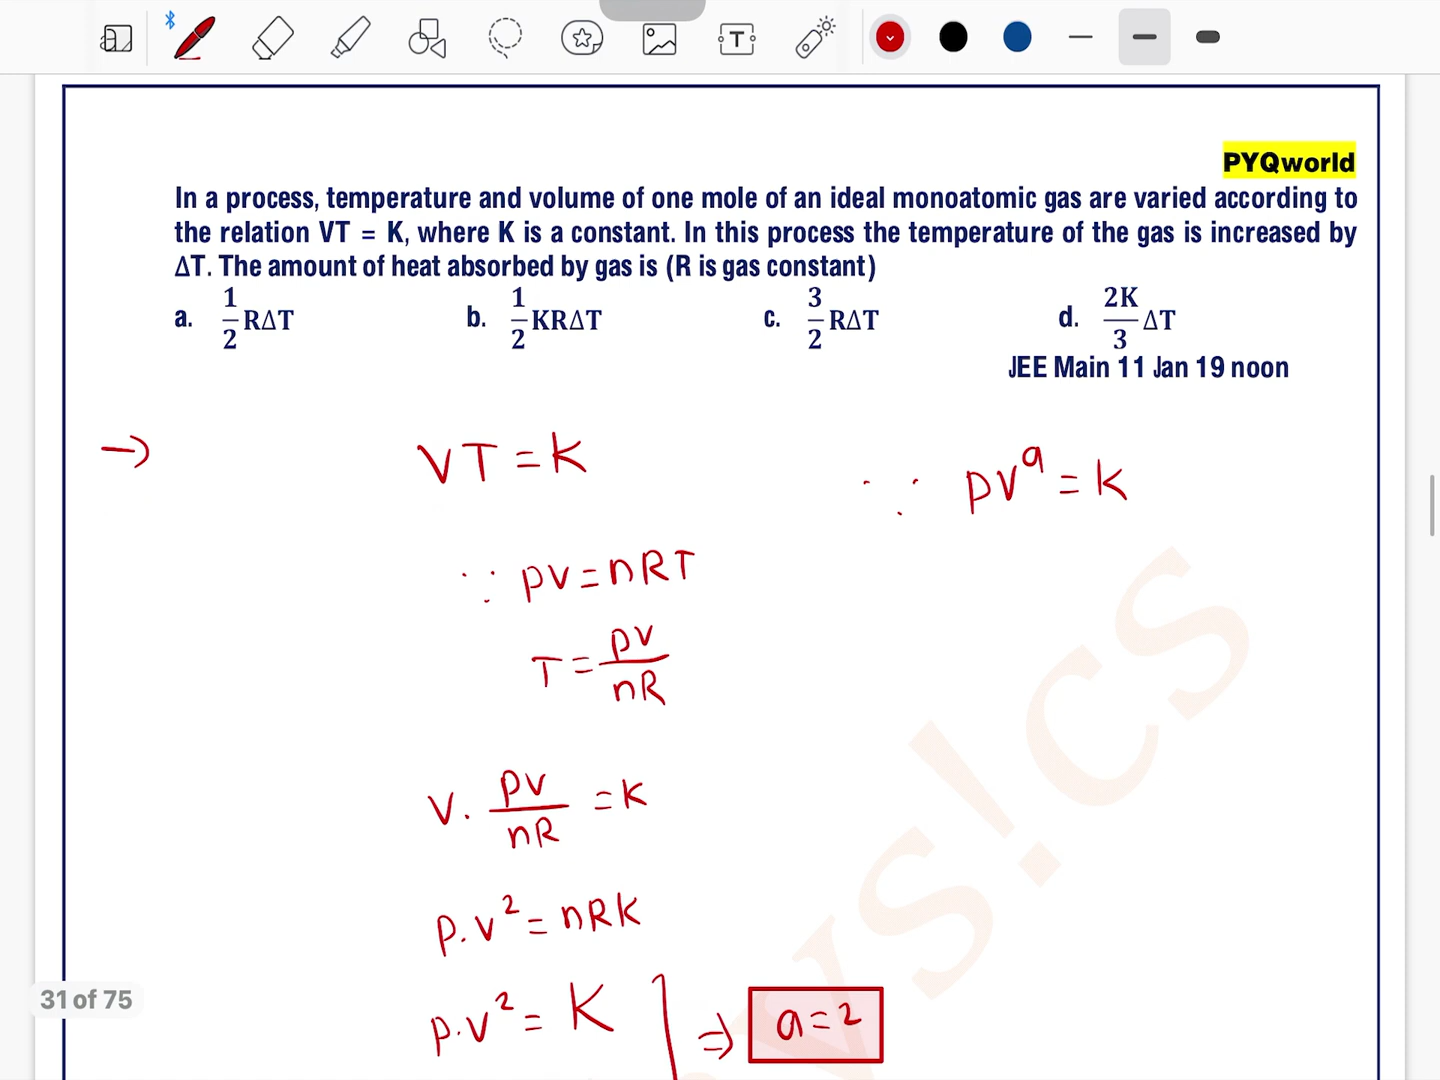 PYQworld
In a process, temperature and volume of one mole of an ideal monoatomic gas are varied according to
the relation VT = K, where K is a constant. In this process the temperature of the gas is increased by
ΔT. The amount of heat absorbed by gas is (R is gas constant)
a. 1/2 RΔT b. 1/2 KRΔT c. 3/2 RΔT d. 2K/3 ΔT
JEE Main 11 Jan 19 noon
→ VT = K ∵ PV^a = K
∵ PV = nRT
T = PV/nR
V. PV/nR = K
P.V² = nRK
31 of 75
P.V² = K ] ⇒ a = 2
ys!cs